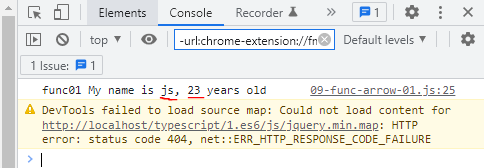 Elements Console Recorder 1
top -url:chrome-extension://fn Default levels
1 Issue: 1
func01 My name is js, 23 years old 09-func-arrow-01.js:25
DevTools failed to load source map: Could not load content for
http://localhost/typescript/1.es6/js/jquery.min.map: HTTP
error: status code 404, net::ERR_HTTP_RESPONSE_CODE_FAILURE